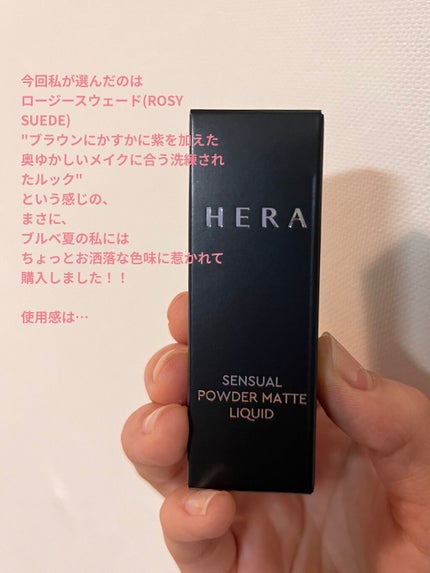 今回私が選んだのは
ロージースウェード(ROSY
SUEDE)
"ブラウンにかすかに紫を加えた
奥ゆかしいメイクに合う洗練され
たルック"
という感じの、
まさに、
ブルべ夏の私には
ちょっとお洒落な色味に惹かれて
購入しました！！
使用感は…
HERA
SENSUAL
POWDER MATTE
LIQUID